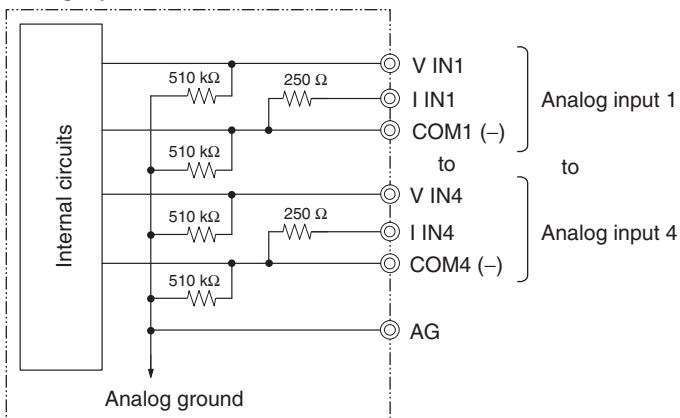 V IN1
510 kΩ
250 Ω
I IN1
Analog input 1
COM1 (–)
510 kΩ
to
to
Internal circuits
V IN4
510 kΩ
250 Ω
I IN4
Analog input 4
COM4 (–)
510 kΩ
AG
Analog ground